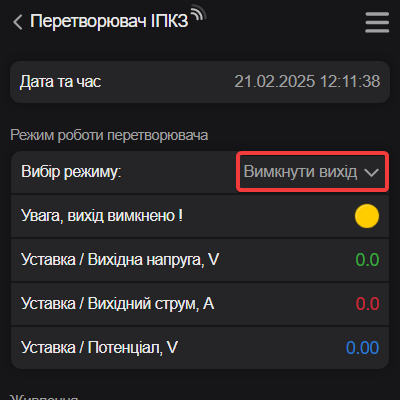 Перетворювач ІПКЗ
Дата та час 21.02.2025 12:11:38
Режим роботи перетворювача
Вибір режиму: Вимкнути вихід
Увага, вихід вимкнено !
Уставка / Вихідна напруга, V 0.0
Уставка / Вихідний струм, A 0.0
Уставка / Потенціал, V 0.00
Живлення